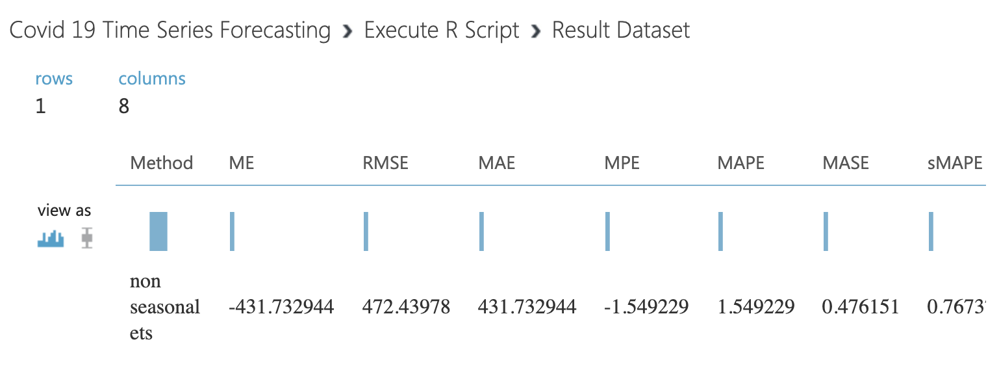 Covid 19 Time Series Forecasting › Execute R Script › Result Dataset
rows columns
1 8
Method ME RMSE MAE MPE MAPE MASE sMAPE
view as
non
seasonal -431.732944 472.43978 431.732944 -1.549229 1.549229 0.476151 0.7673
ets